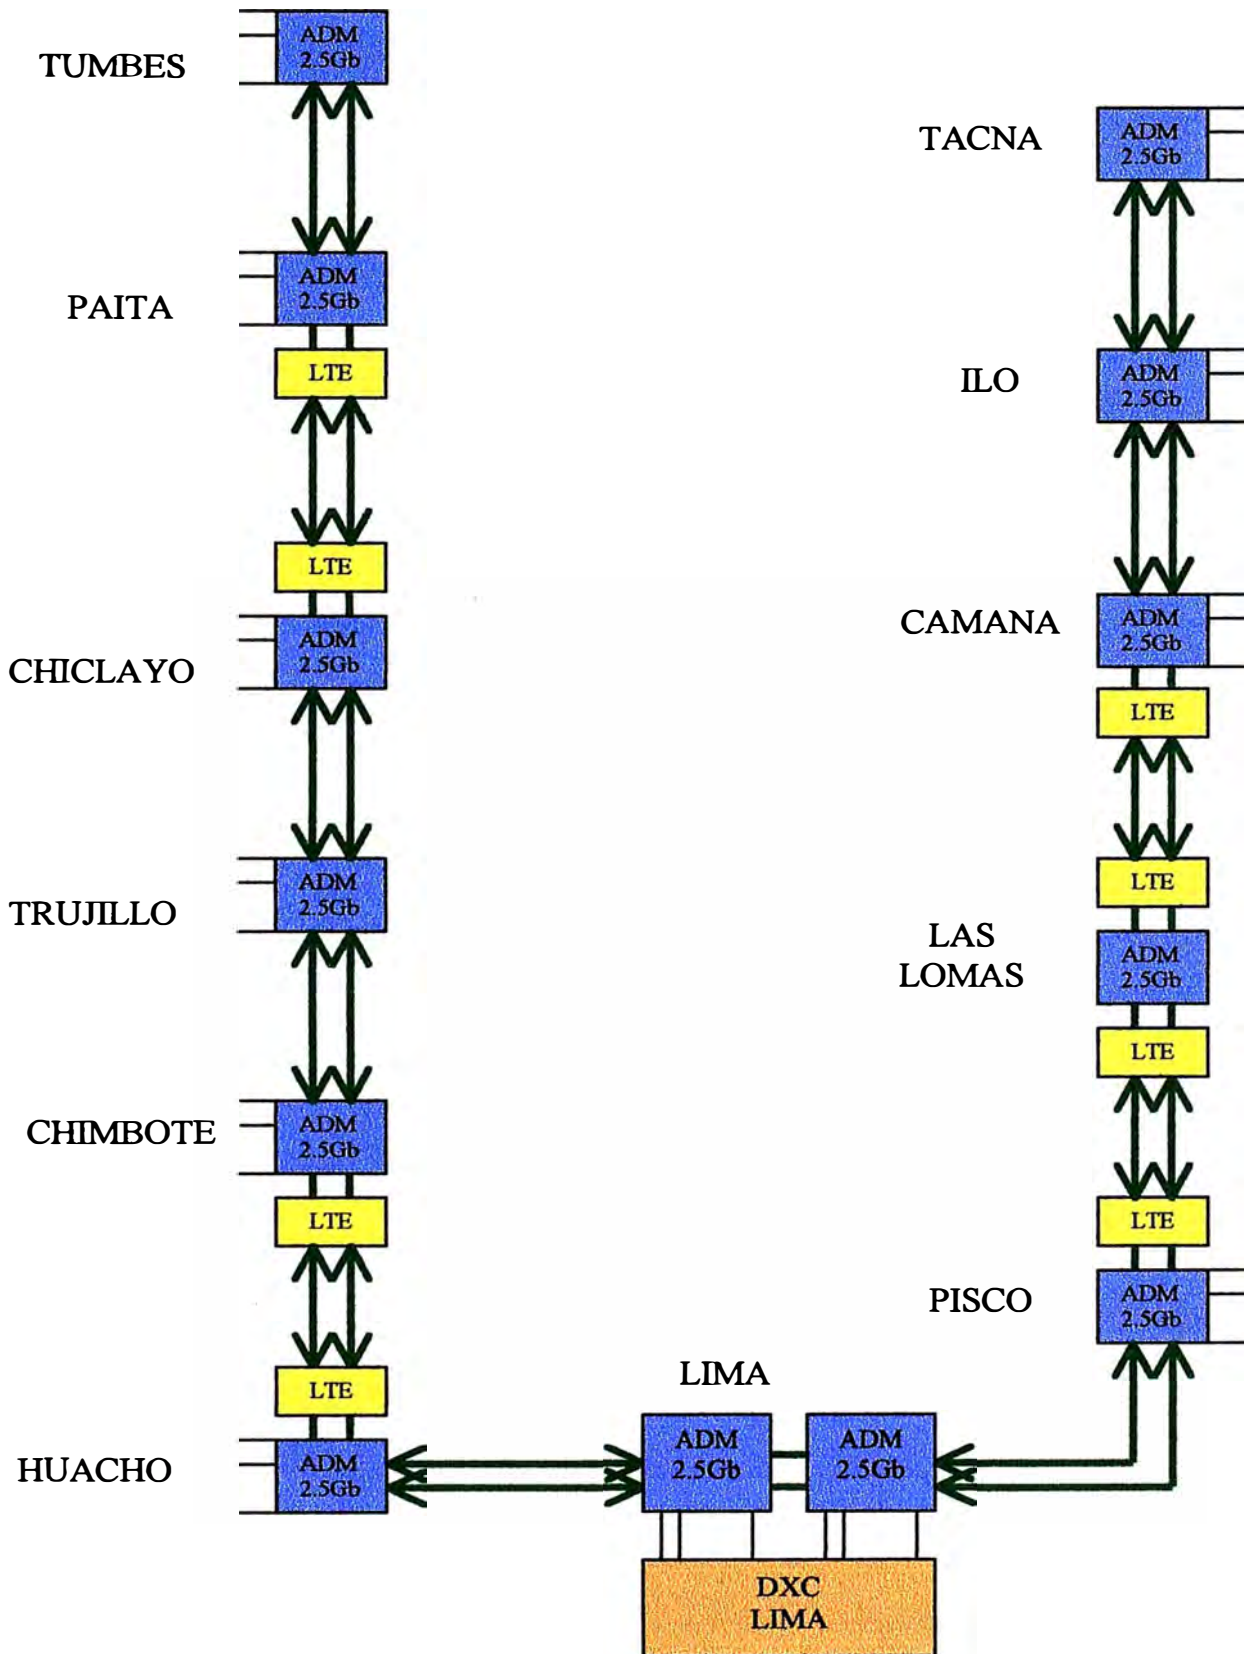 TUMBES
ADM
2.5Gb
PAITA
ADM
2.5Gb
LTE
LTE
CHICLAYO
ADM
2.5Gb
TRUJILLO
ADM
2.5Gb
CHIMBOTE
ADM
2.5Gb
LTE
LTE
HUACHO
ADM
2.5Gb
LIMA
ADM
2.5Gb
ADM
2.5Gb
DXC
LIMA
TACNA
ADM
2.5Gb
ILO
ADM
2.5Gb
CAMANA
ADM
2.5Gb
LTE
LTE
LAS
LOMAS
ADM
2.5Gb
LTE
LTE
PISCO
ADM
2.5Gb